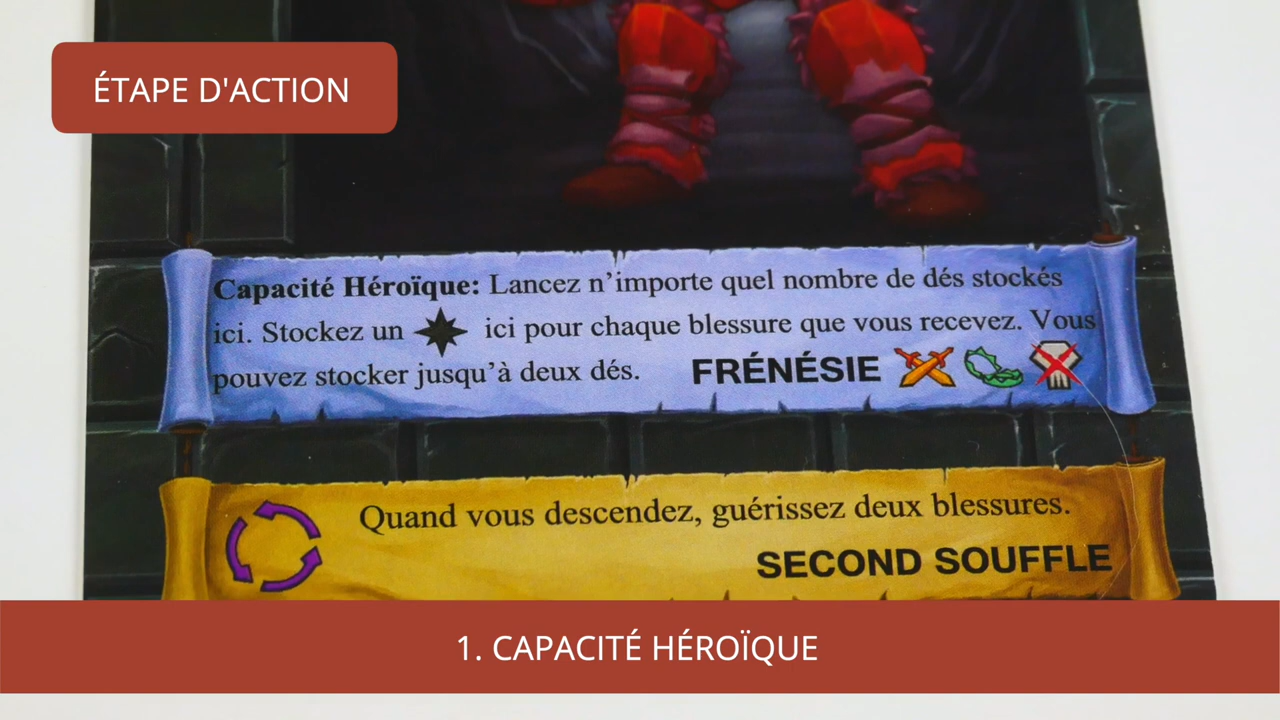 ÉTAPE D'ACTION
Capacité Héroïque: Lancez n'importe quel nombre de dés stockés
ici. Stockez un ici pour chaque blessure que vous recevez. Vous
pouvez stocker jusqu'à deux dés. FRÉNÉSIE
Quand vous descendez, guérissez deux blessures.
SECOND SOUFFLE
1. CAPACITÉ HÉROÏQUE